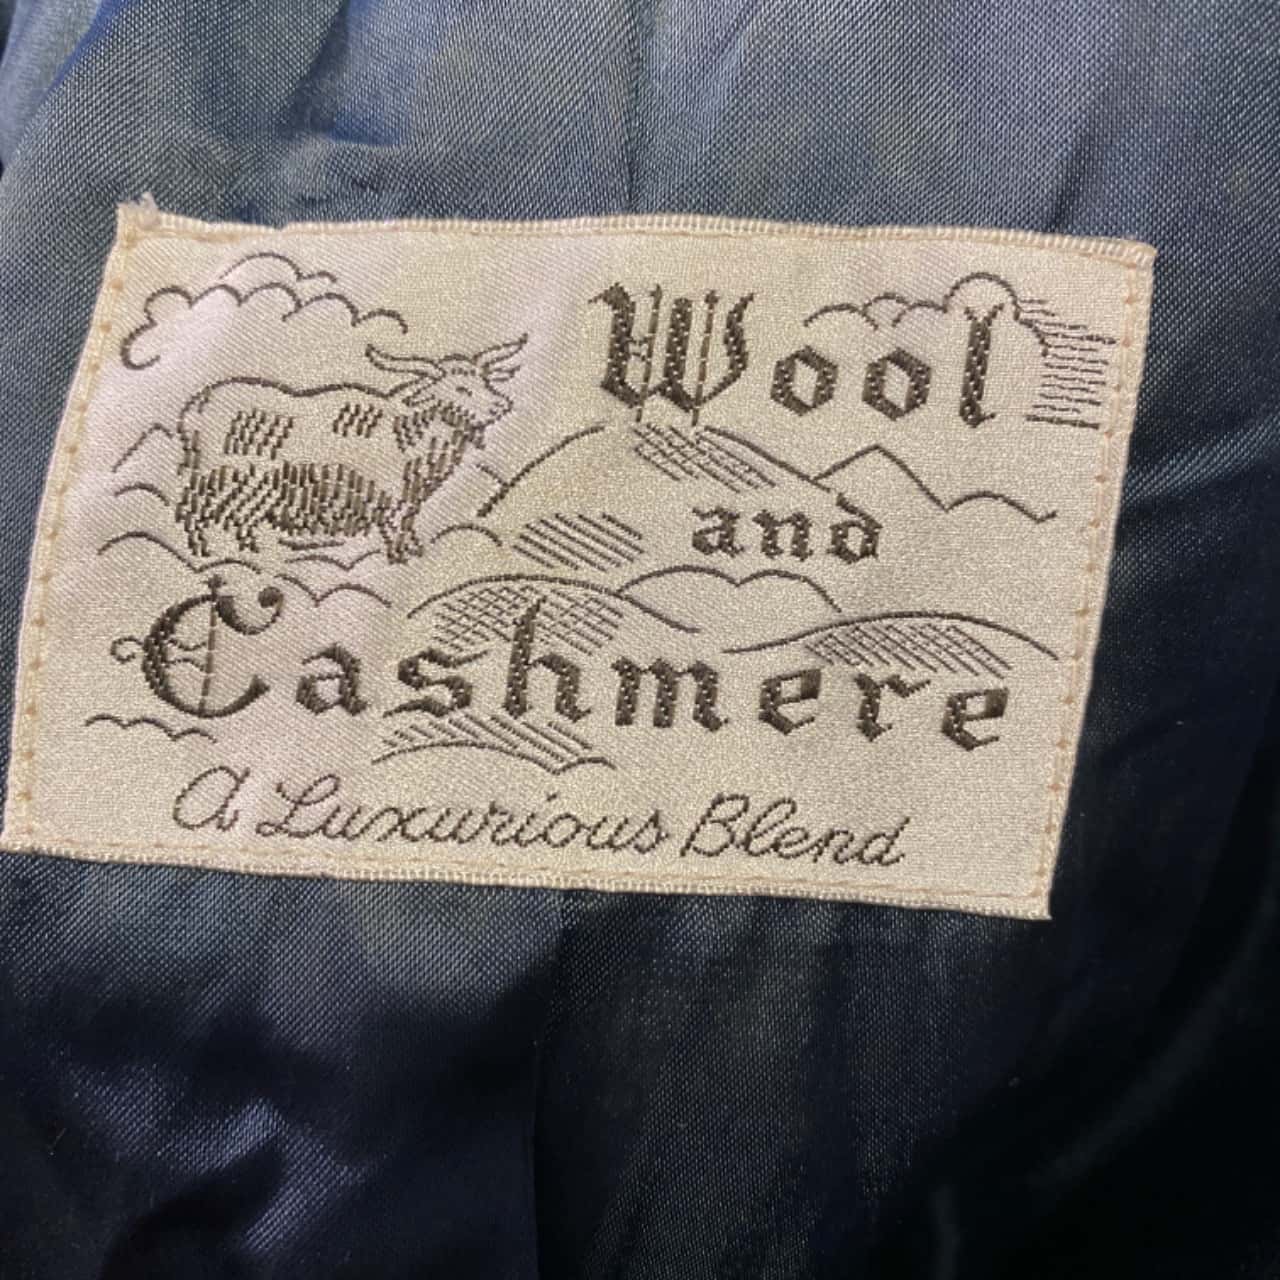 Wool
and
Cashmere
A Luxurious Blend